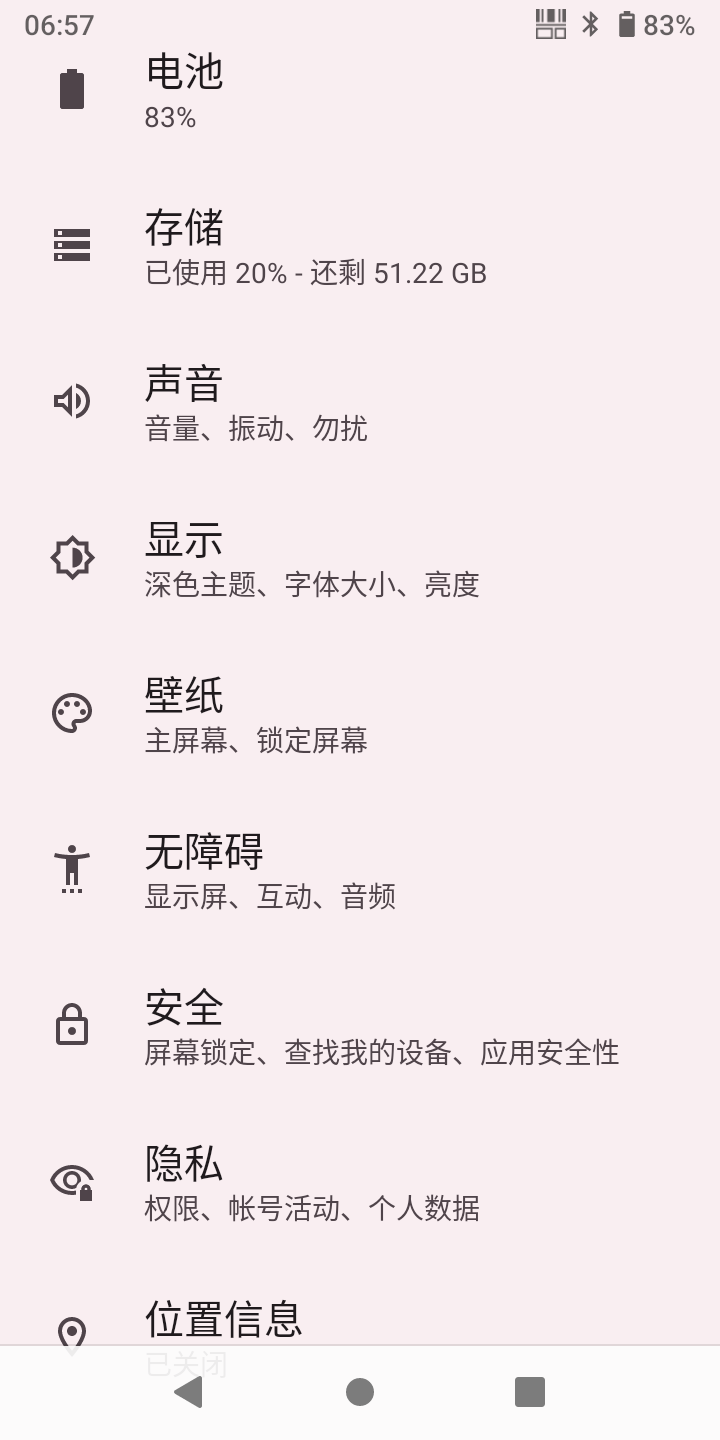 06:57
83%
电池
83%
存储
已使用 20% - 还剩 51.22 GB
声音
音量、振动、勿扰
显示
深色主题、字体大小、亮度
壁纸
主屏幕、锁定屏幕
无障碍
显示屏、互动、音频
安全
屏幕锁定、查找我的设备、应用安全性
隐私
权限、帐号活动、个人数据
位置信息
已关闭